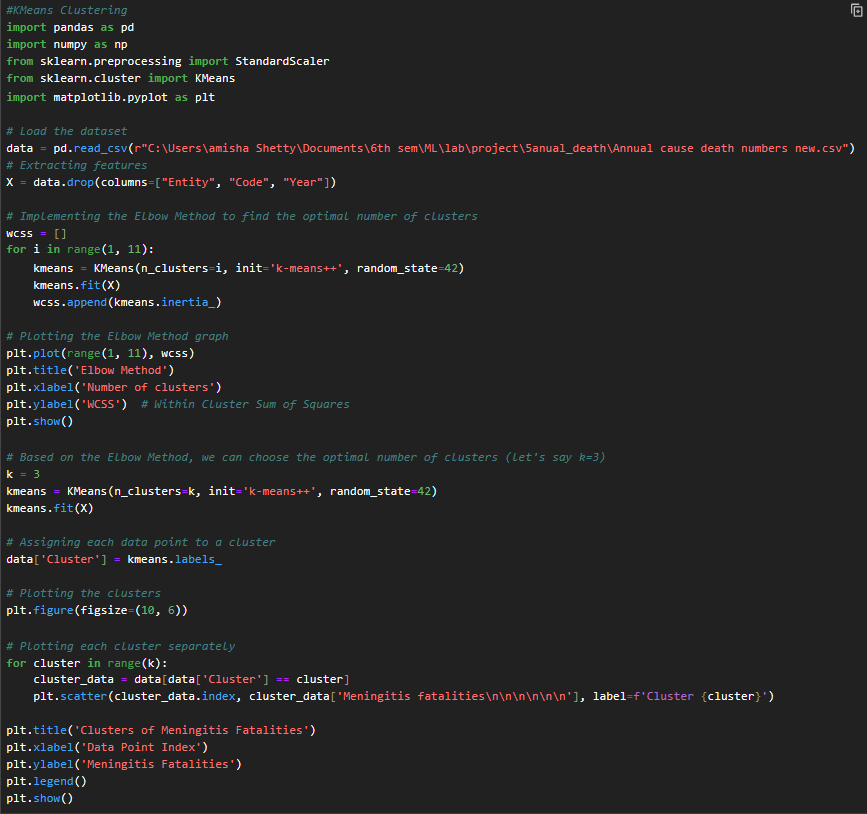 #KMeans Clustering
import pandas as pd
import numpy as np
from sklearn.preprocessing import StandardScaler
from sklearn.cluster import KMeans
import matplotlib.pyplot as plt
# Load the dataset
data = pd.read_csv(r"C:\Users\amisha Shetty\Documents\6th sem\ML\lab\project\5anual_death\Annual cause death numbers new.csv")
# Extracting features
X = data.drop(columns=["Entity", "Code", "Year"])
# Implementing the Elbow Method to find the optimal number of clusters
wcss = []
for i in range(1, 11):
    kmeans = KMeans(n_clusters=i, init='k-means++', random_state=42)
    kmeans.fit(X)
    wcss.append(kmeans.inertia_)
# Plotting the Elbow Method graph
plt.plot(range(1, 11), wcss)
plt.title('Elbow Method')
plt.xlabel('Number of clusters')
plt.ylabel('WCSS')  # Within Cluster Sum of Squares
plt.show()
# Based on the Elbow Method, we can choose the optimal number of clusters (let's say k=3)
k = 3
kmeans = KMeans(n_clusters=k, init='k-means++', random_state=42)
kmeans.fit(X)
# Assigning each data point to a cluster
data['Cluster'] = kmeans.labels_
# Plotting the clusters
plt.figure(figsize=(10, 6))
# Plotting each cluster separately
for cluster in range(k):
    cluster_data = data[data['Cluster'] == cluster]
    plt.scatter(cluster_data.index, cluster_data['Meningitis fatalities\n\n\n\n\n\n'], label=f'Cluster {cluster}')
plt.title('Clusters of Meningitis Fatalities')
plt.xlabel('Data Point Index')
plt.ylabel('Meningitis Fatalities')
plt.legend()
plt.show()